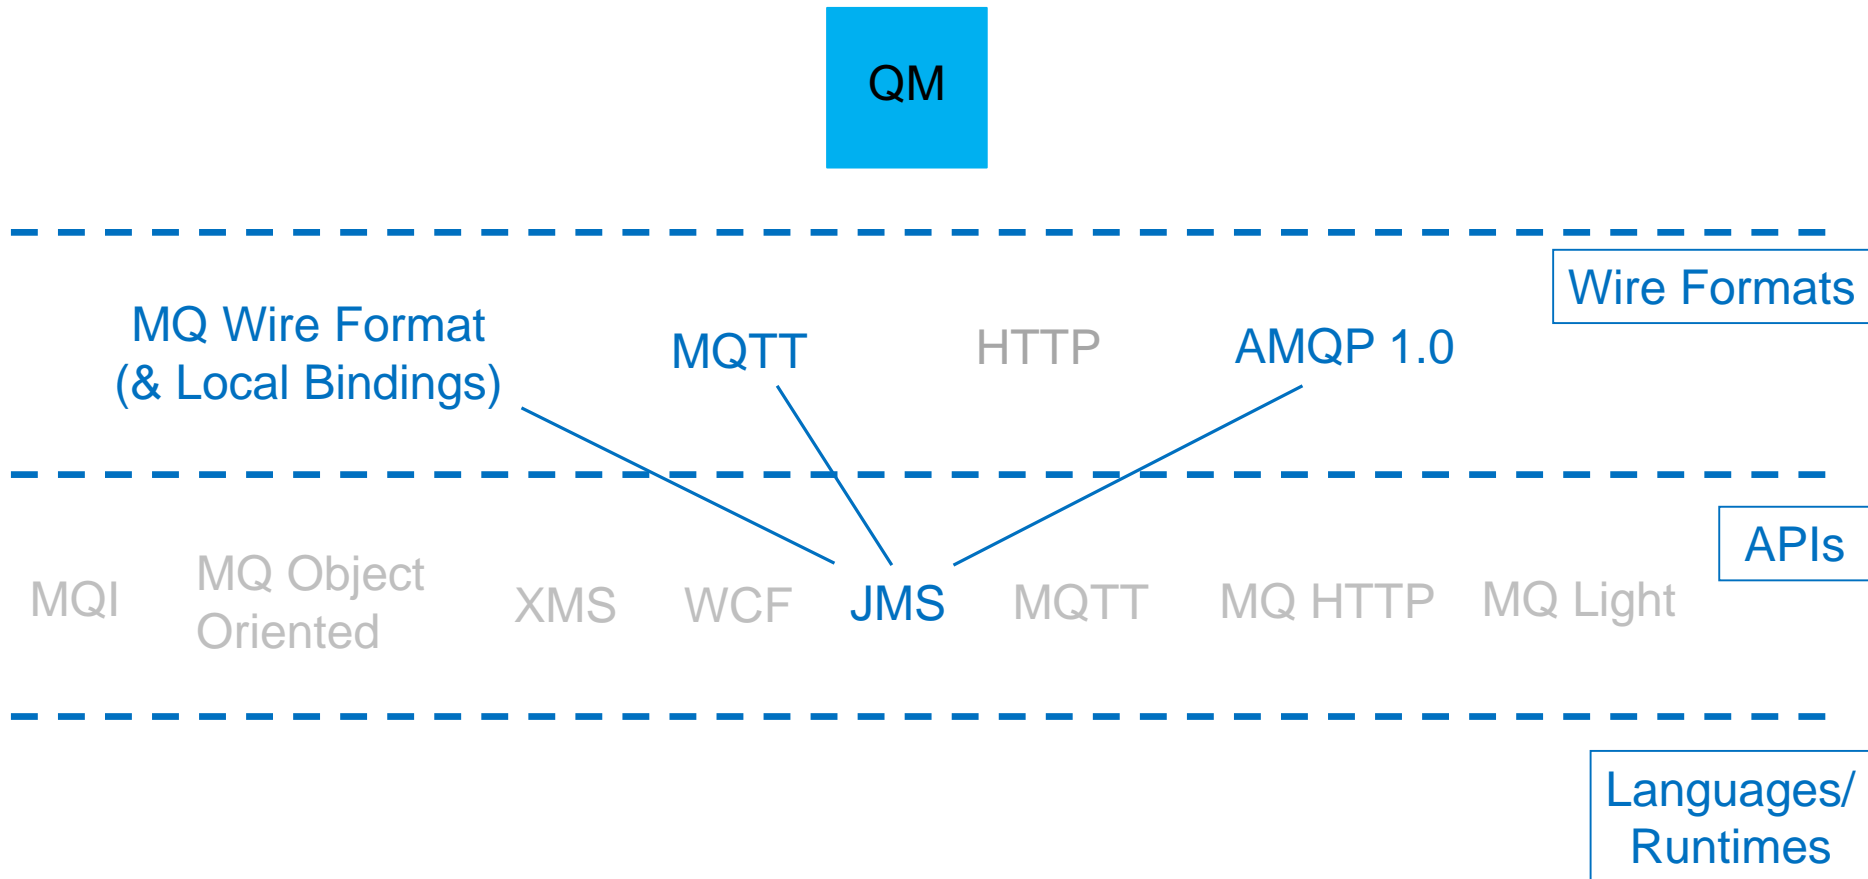 QM
Wire Formats
MQ Wire Format
(& Local Bindings)
MQTT
HTTP
AMQP 1.0
APIs
MQI
MQ Object
Oriented
XMS
WCF
JMS
MQTT
MQ HTTP
MQ Light
Languages/
Runtimes